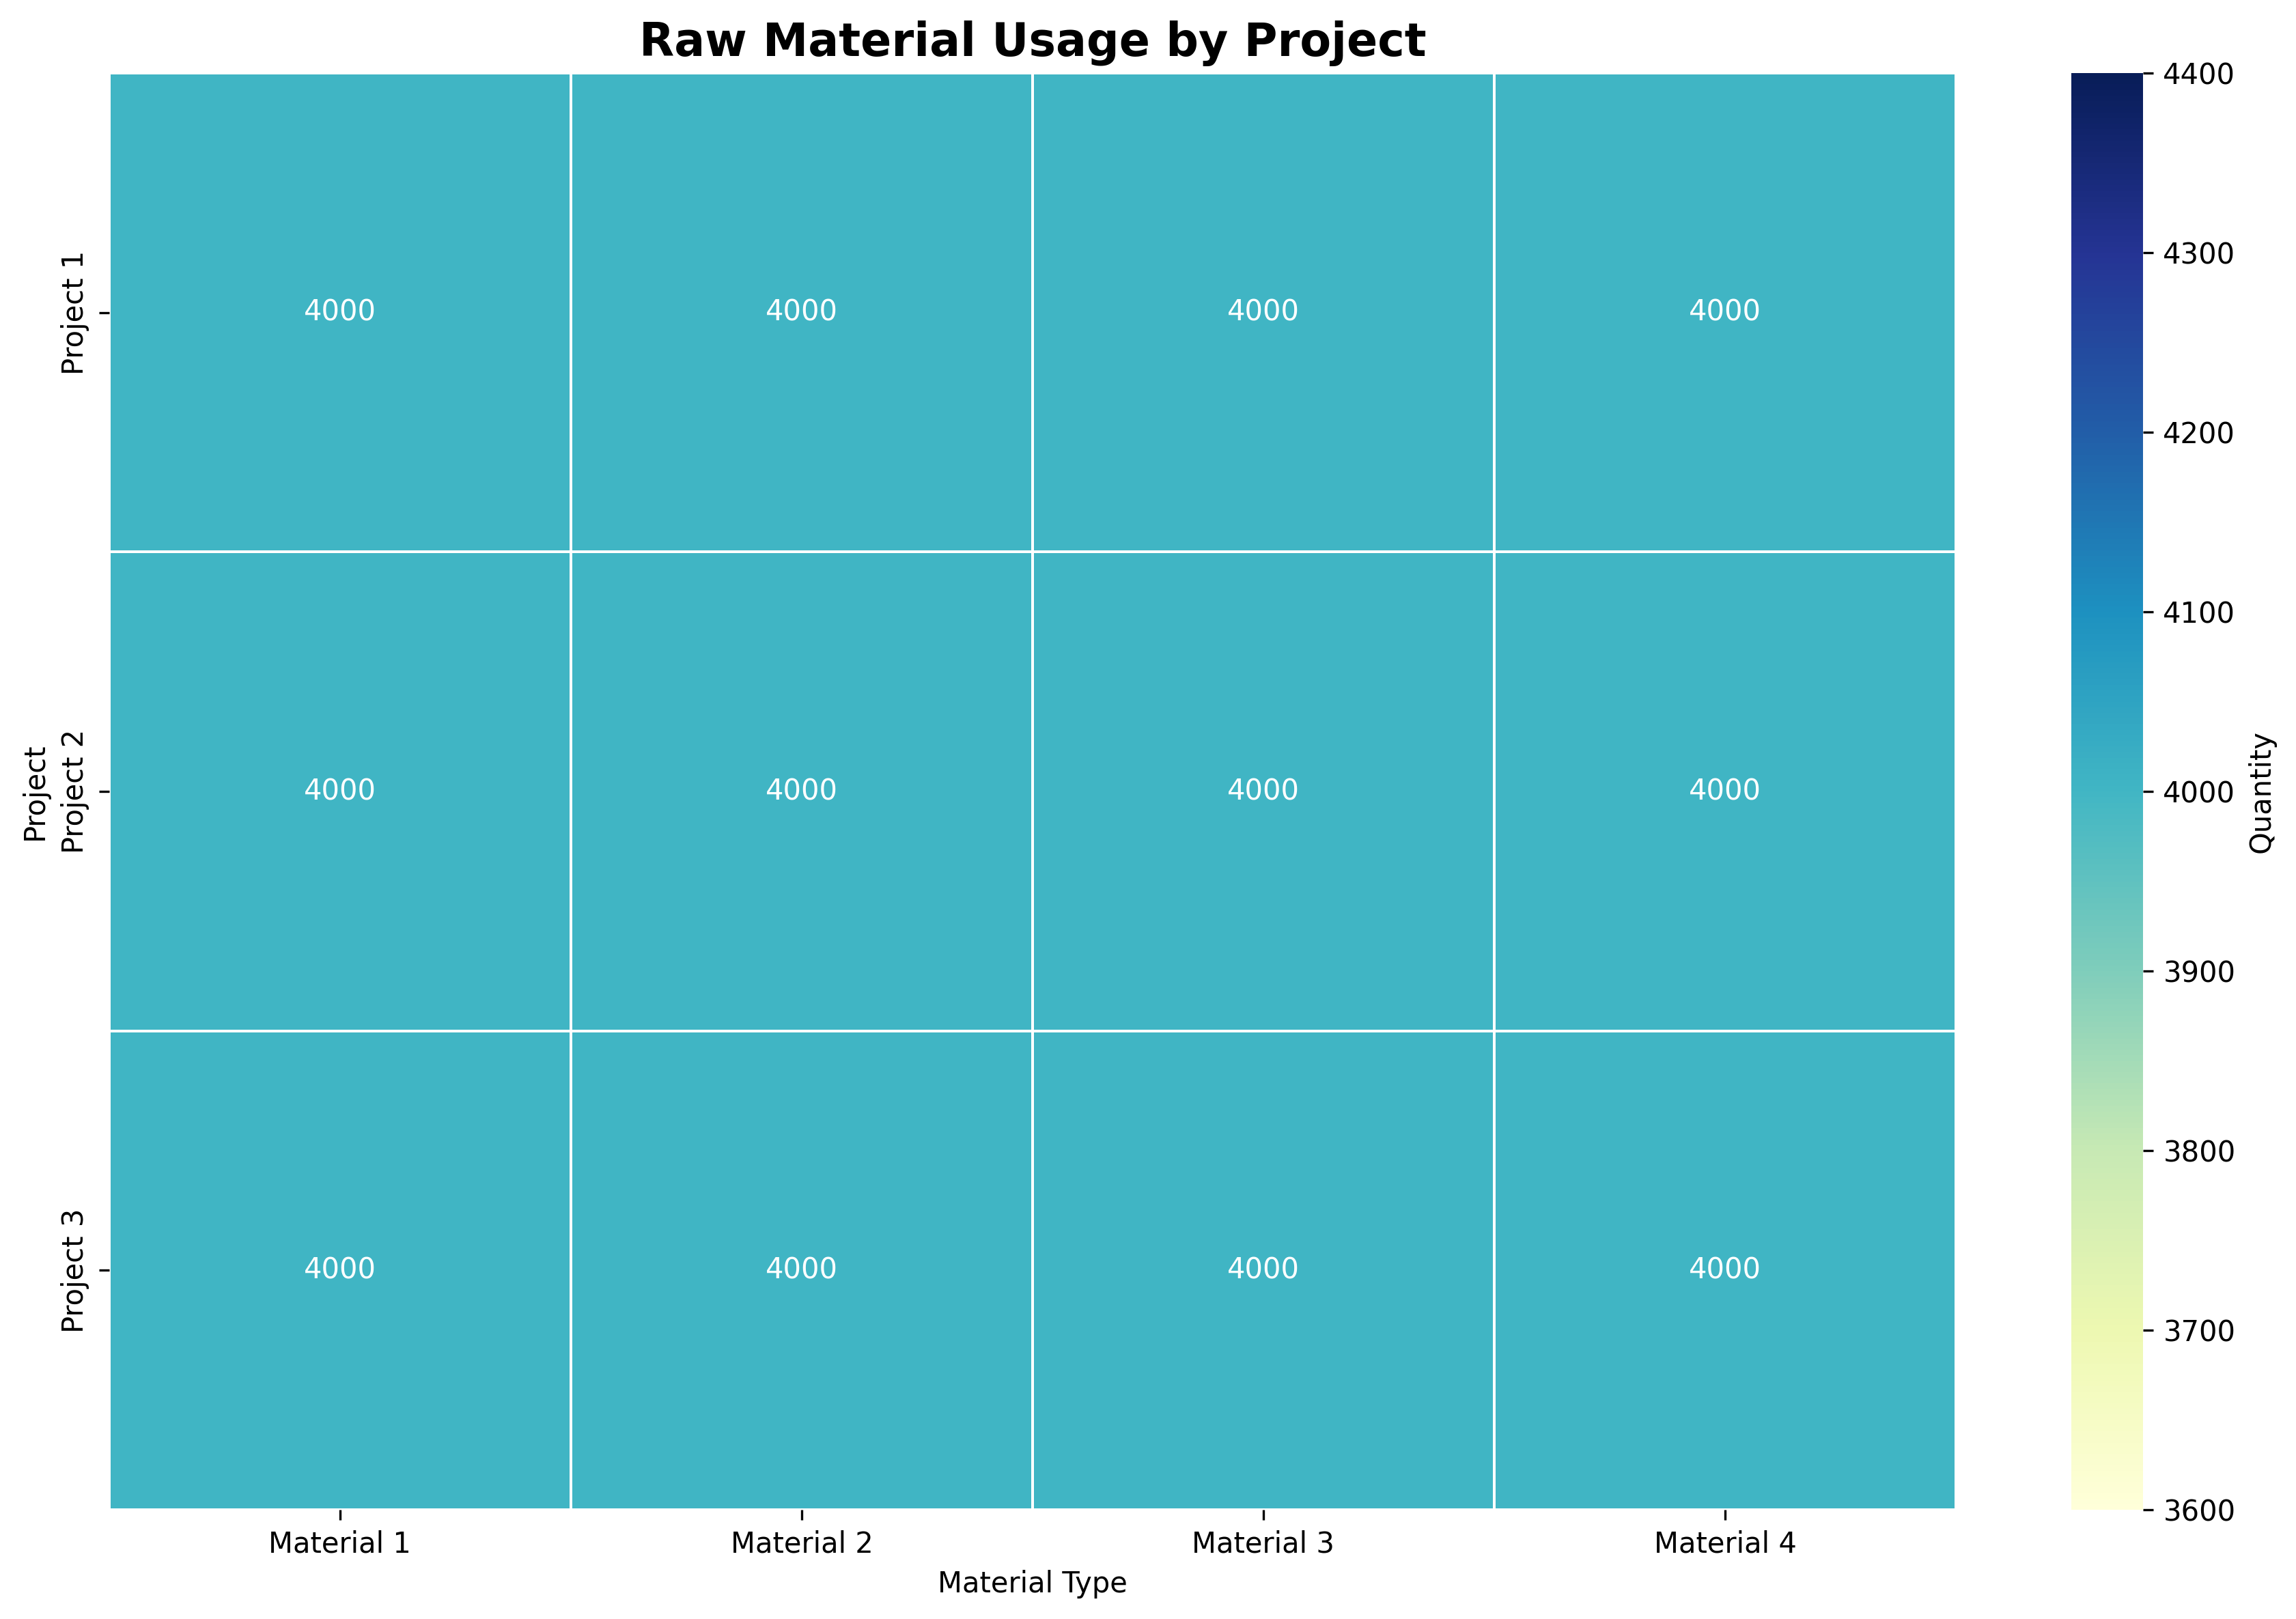 Raw Material Usage by Project
Project
Project 1
4000 4000 4000 4000
Project 2
4000 4000 4000 4000
Project 3
4000 4000 4000 4000
Material 1 Material 2 Material 3 Material 4
Material Type
4400
4300
4200
4100
4000
3900
3800
3700
3600
Quantity